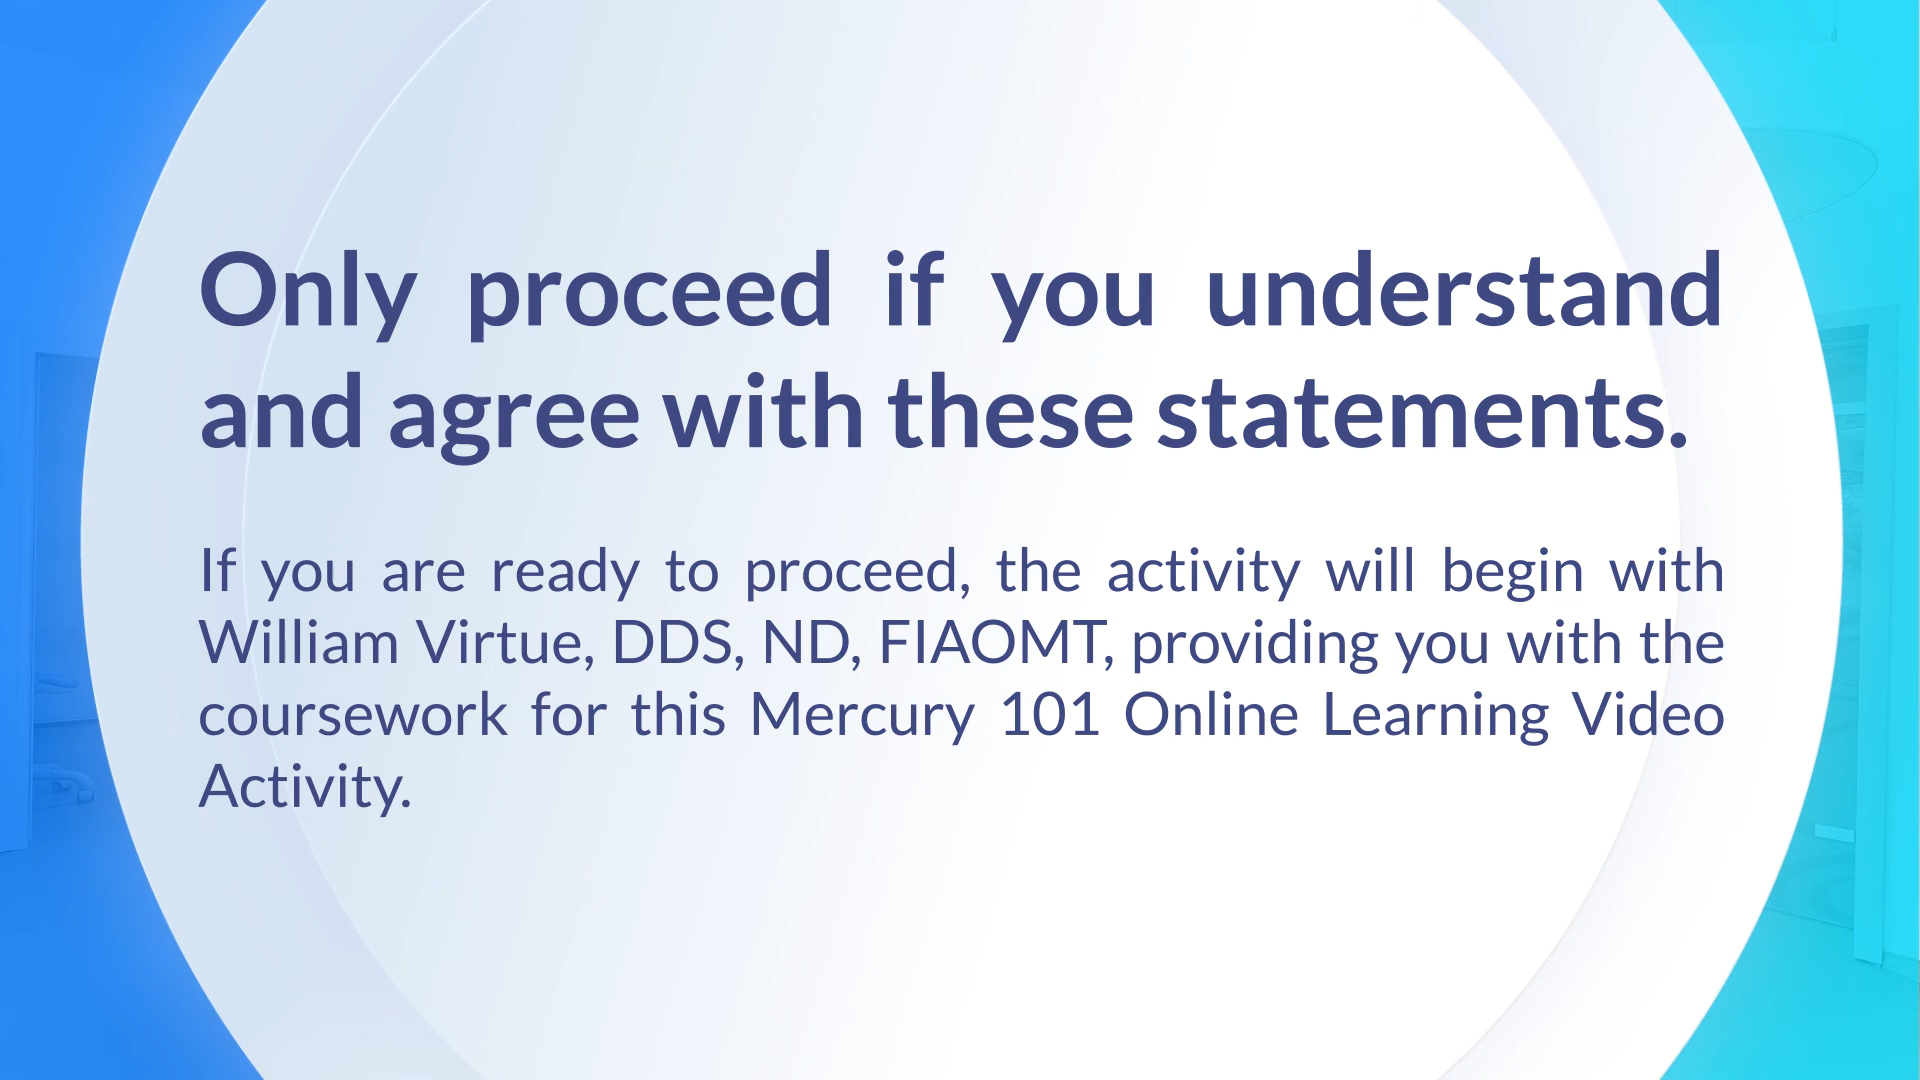 Only proceed if you understand
and agree with these statements.
If you are ready to proceed, the activity will begin with
William Virtue, DDS, ND, FIAOMT, providing you with the
coursework for this Mercury 101 Online Learning Video
Activity.